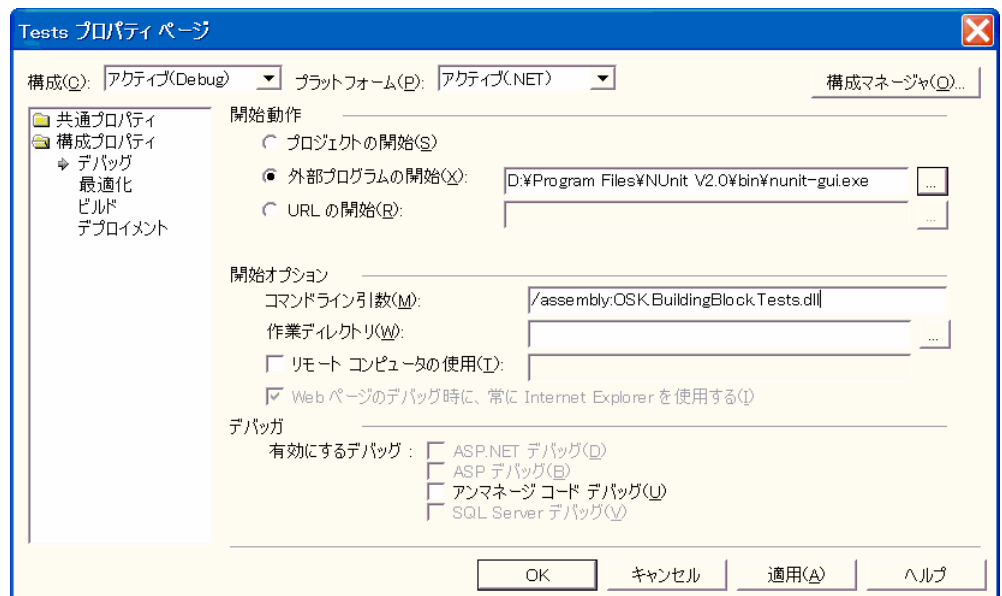 Tests プロパティ ページ
構成(C): アクティブ(Debug) プラットフォーム(P): アクティブ(.NET) 構成マネージャ(O)...
共通プロパティ
構成プロパティ
デバッグ
最適化
ビルド
デプロイメント
開始動作
プロジェクトの開始(S)
外部プログラムの開始(X): D:¥Program Files¥NUnit V2.0¥bin¥nunit-gui.exe ...
URL の開始(R): ...
開始オプション
コマンドライン引数(M): /assembly:OSK.BuildingBlock.Tests.dll
作業ディレクトリ(W): ...
リモート コンピュータの使用(T):
Web ページのデバッグ時に、常に Internet Explorer を使用する(I)
デバッガ
有効にするデバッグ : ASP.NET デバッグ(D)
ASP デバッグ(B)
アンマネージ コード デバッグ(U)
SQL Server デバッグ(V)
OK キャンセル 適用(A) ヘルプ